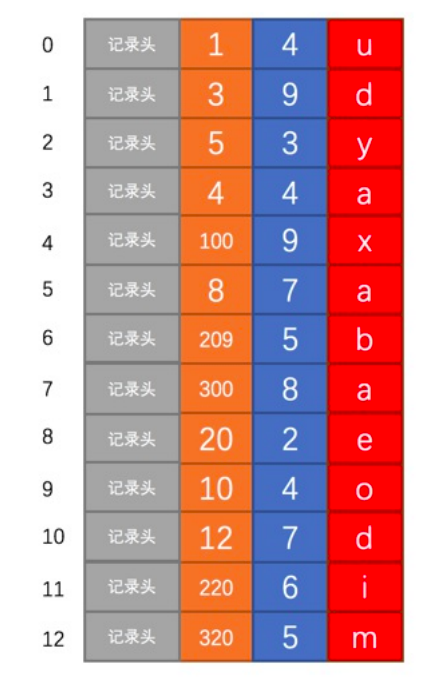 0 记录头 1 4 u
1 记录头 3 9 d
2 记录头 5 3 y
3 记录头 4 4 a
4 记录头 100 9 x
5 记录头 8 7 a
6 记录头 209 5 b
7 记录头 300 8 a
8 记录头 20 2 e
9 记录头 10 4 o
10 记录头 12 7 d
11 记录头 220 6 i
12 记录头 320 5 m